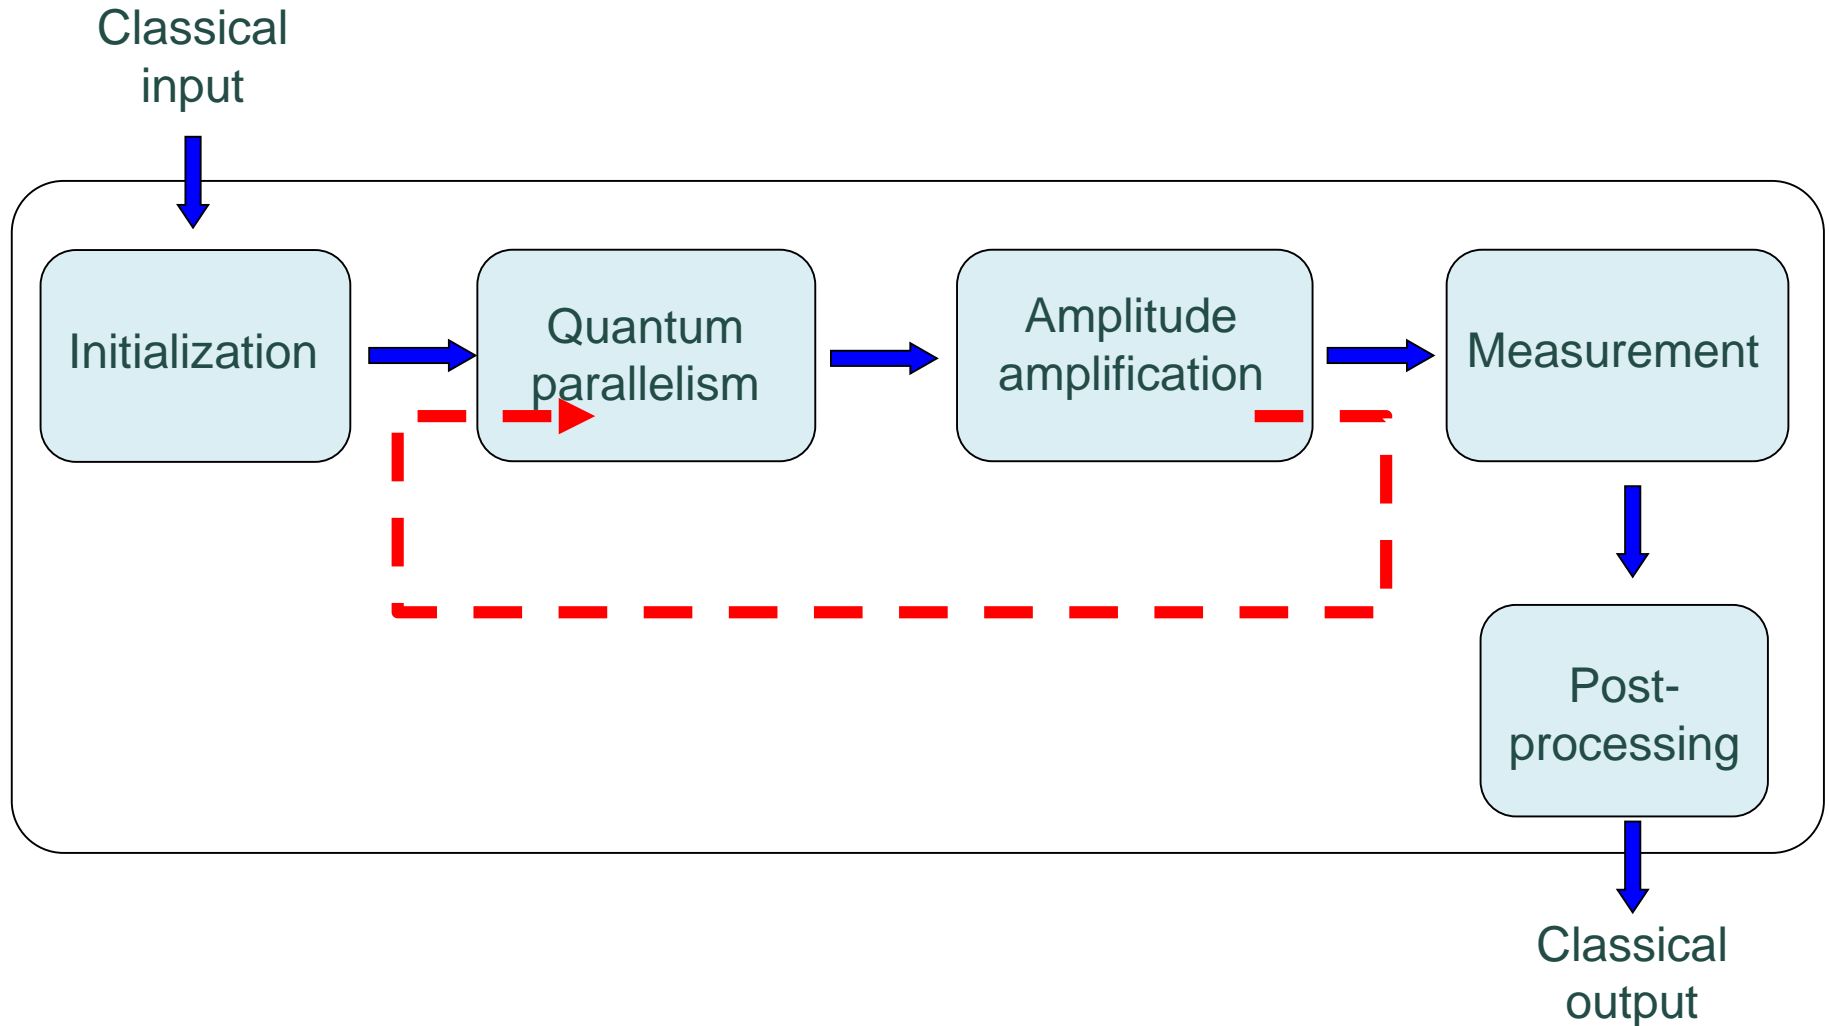 Classical
input
Initialization
Quantum
parallelism
Amplitude
amplification
Measurement
Post-
processing
Classical
output